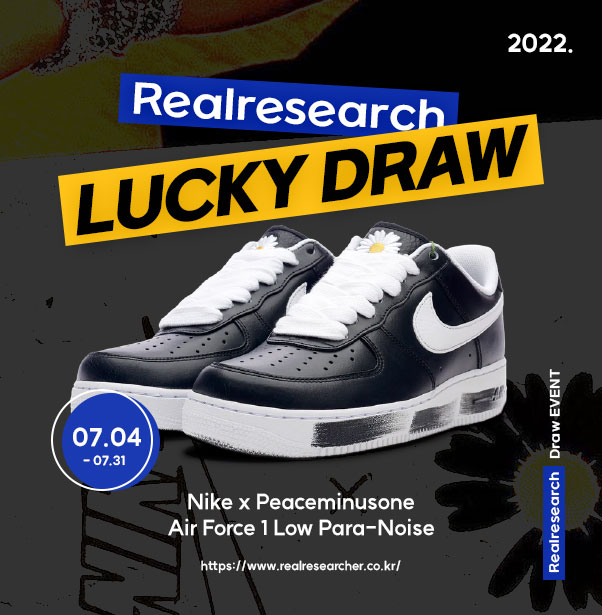 2022.
Realresearch
LUCKY DRAW
07.04
- 07.31
Realresearch Draw EVENT
Nike x Peaceminusone
Air Force 1 Low Para-Noise
https://www.realresearcher.co.kr/